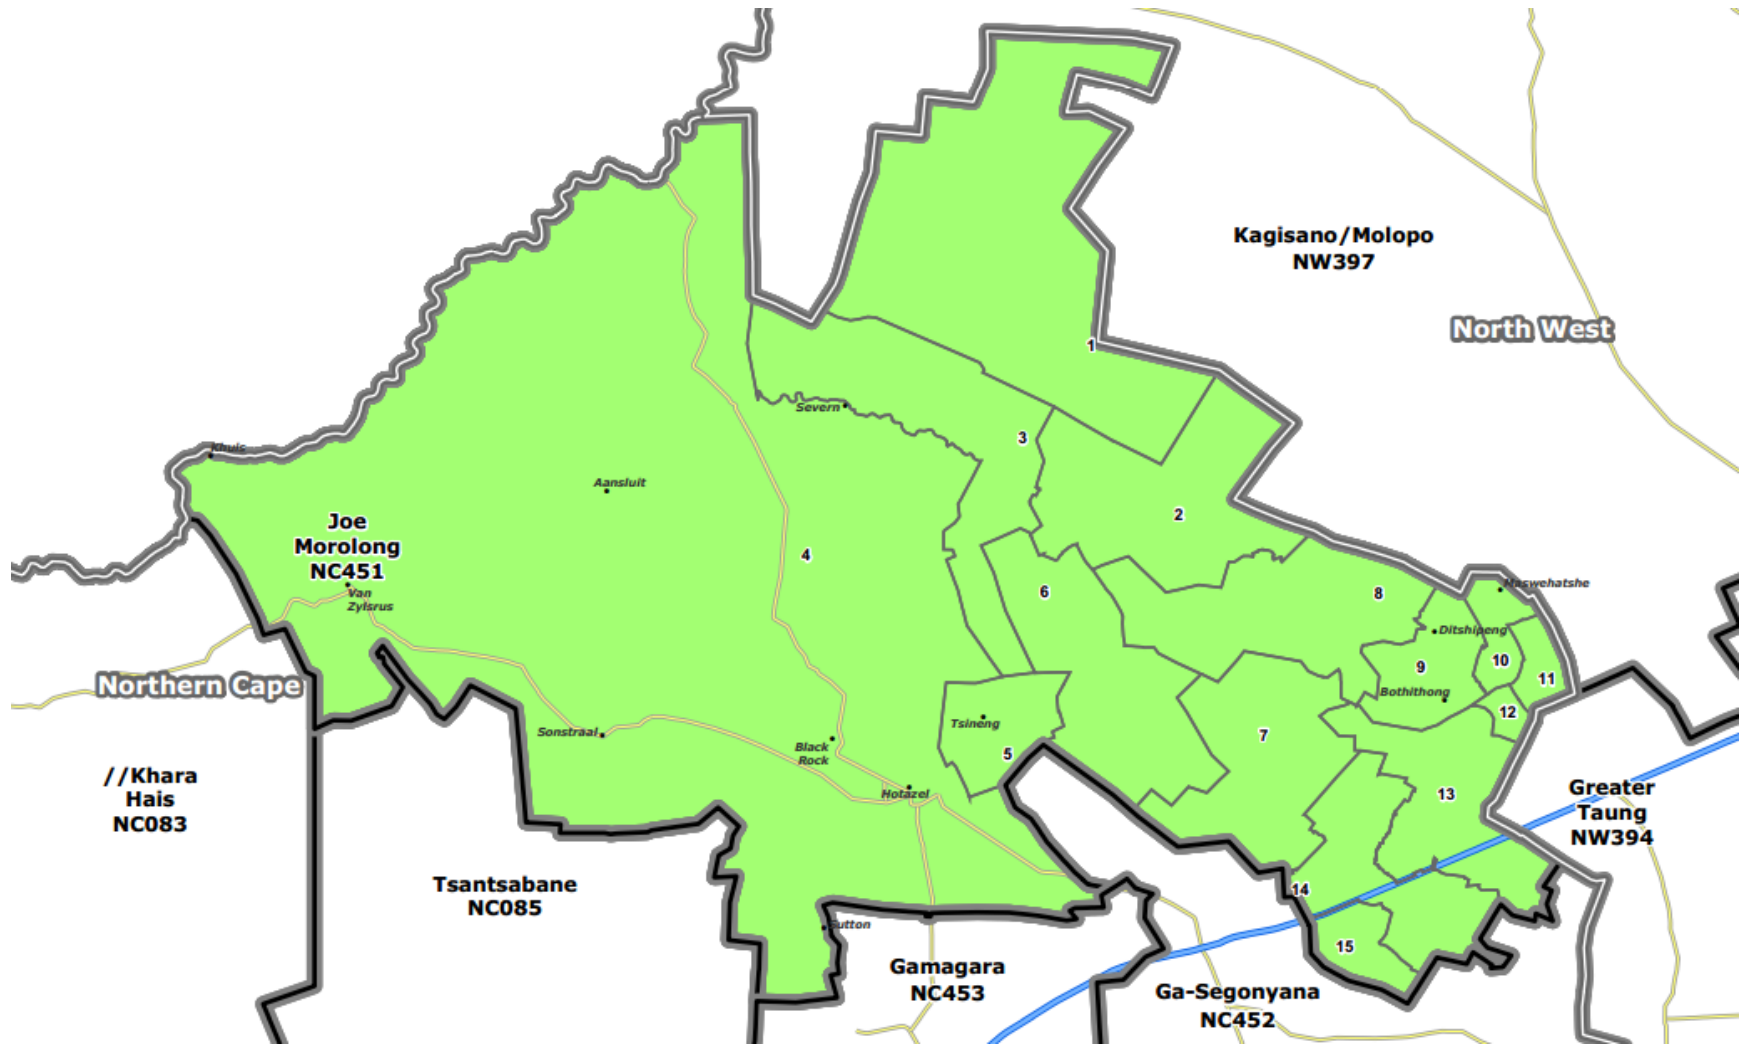 Kagisano/Molopo
NW397
North West
1
Severn
3
Khuis
Aansluit
2
Joe
Morolong
NC451
4
Van
Zylsrus
6
8
Maswehatshe
Ditshipeng
9
10
11
Bothithong
12
Northern Cape
Tsineng
Sonstraal
Black
Rock
5
7
//Khara
Hais
NC083
Hotazel
13
Greater
Taung
NW394
Tsantsabane
NC085
14
Sutton
15
Gamagara
NC453
Ga-Segonyana
NC452